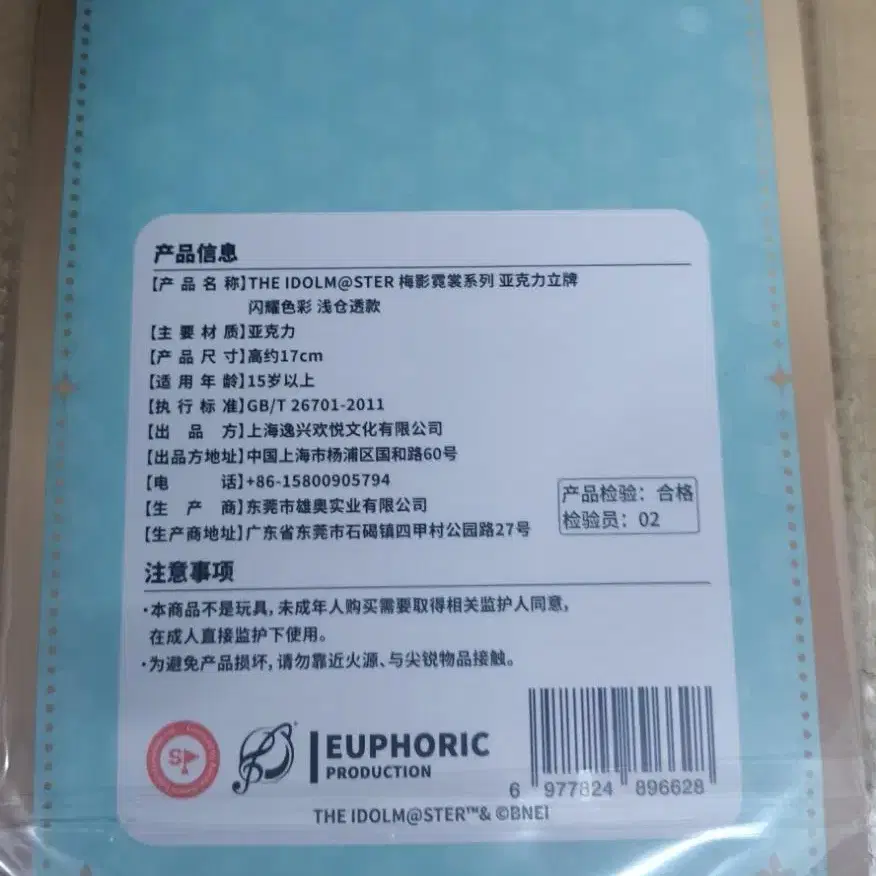 产品信息
【产品名称】THE IDOLM@STER 梅影霓裳系列 亚克力立牌
闪耀色彩 浅仓透款
【主要材质】亚克力
【产品尺寸】高约17cm
【适用年龄】15岁以上
【执行标准】GB/T 26701-2011
【出品方】上海逸兴欢悦文化有限公司
【出品方地址】中国上海市杨浦区国和路60号
【电话】+86-15800905794
【生产商】东莞市雄奥实业有限公司
【生产商地址】广东省东莞市石碣镇四甲村公园路27号
产品检验：合格
检验员：02
注意事项
·本商品不是玩具，未成年人购买需要取得相关监护人同意，
在成人直接监护下使用。
·为避免产品损坏，请勿靠近火源、与尖锐物品接触。
EUPHORIC
PRODUCTION
6 977824 896628
THE IDOLM@STER™& ©BNEI